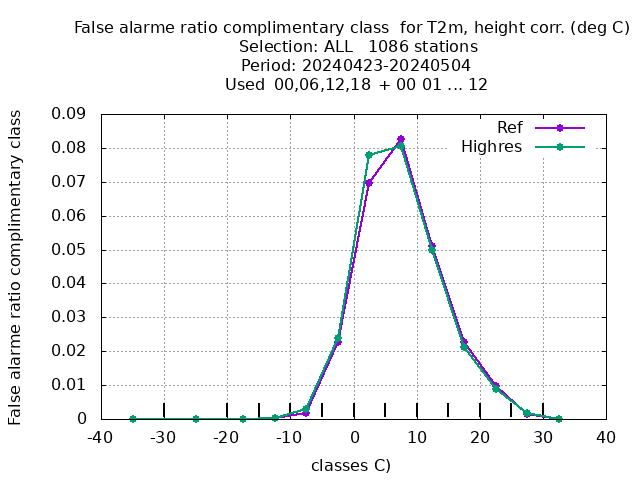 False alarme ratio complimentary class  for T2m, height corr. (deg C)
Selection: ALL   1086 stations
Period: 20240423-20240504
Used  00,06,12,18 + 00 01 ... 12
False alarme ratio complimentary class
0.09
0.08
0.07
0.06
0.05
0.04
0.03
0.02
0.01
0
Ref
Highres
-40 -30 -20 -10 0 10 20 30 40
classes C)